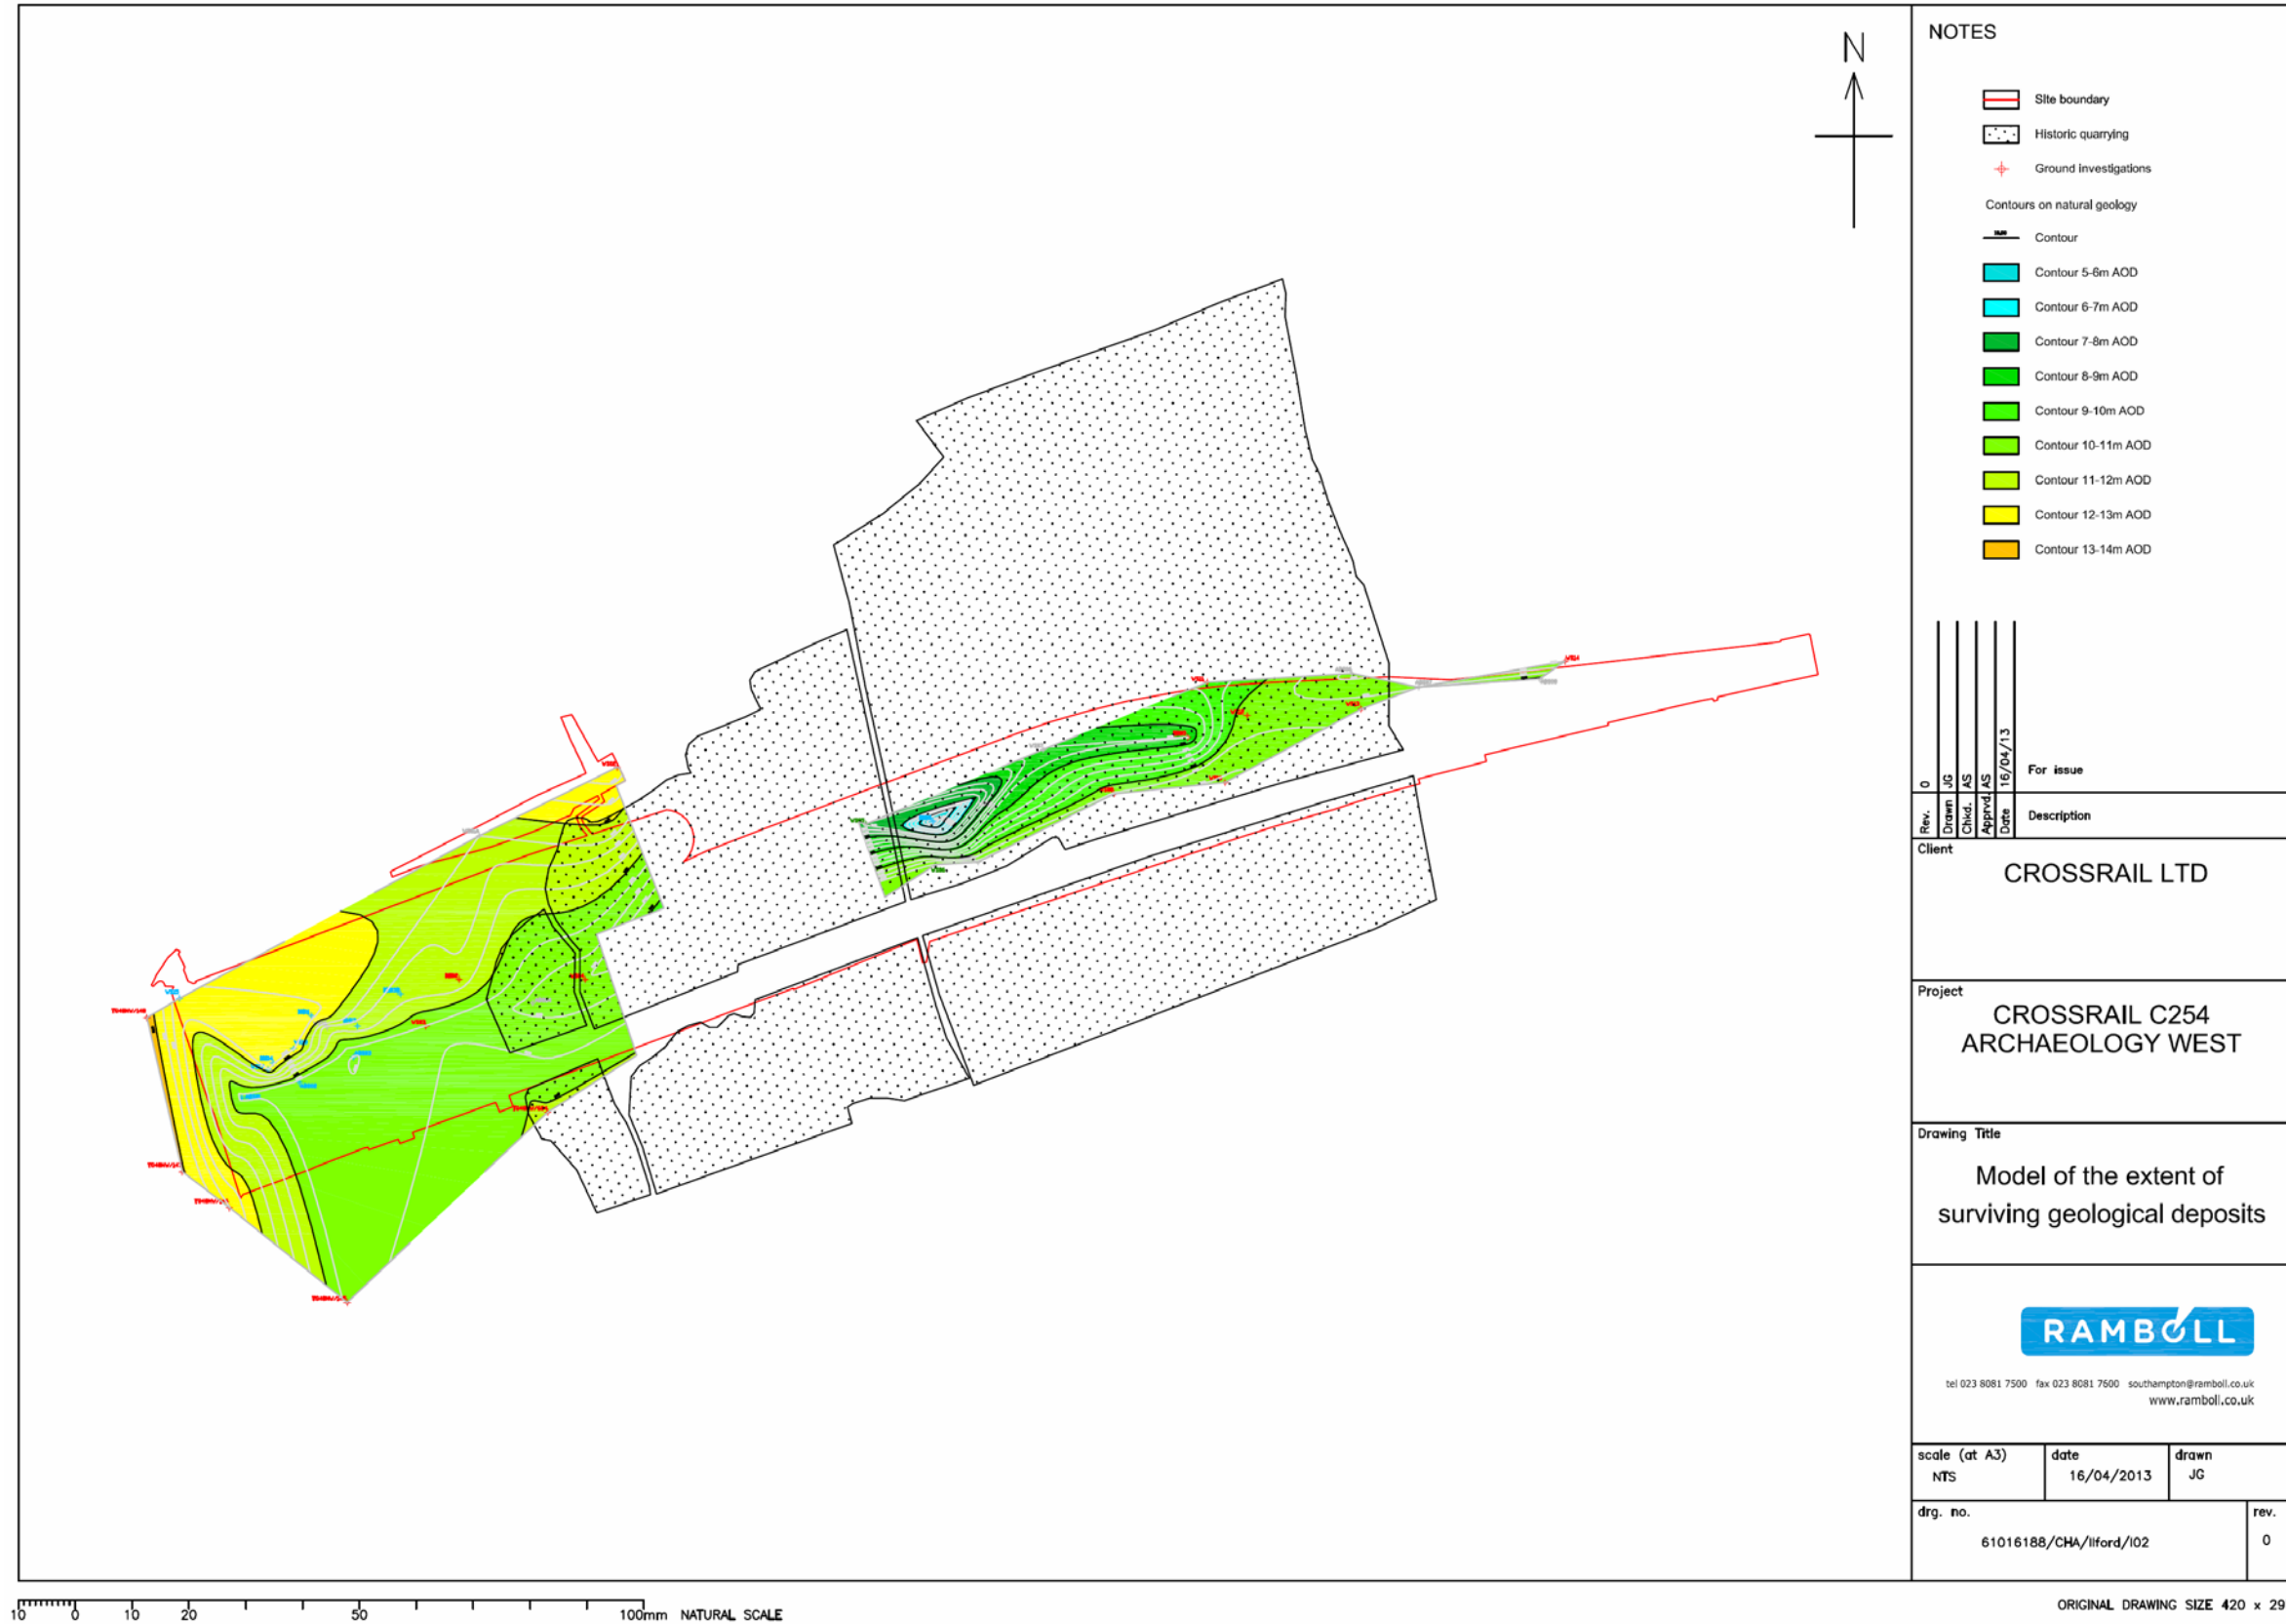 N
NOTES
SIte boundary
Historic quarrying
Ground investigations
Contours on natural geology
Contour
Contour 5-6m AOD
Contour 6-7m AOD
Contour 7-8m AOD
Contour 8-9m AOD
Contour 9-10m AOD
Contour 10-11m AOD
Contour 11-12m AOD
Contour 12-13m AOD
Contour 13-14m AOD
Rev. 0
Drawn JG
Chkd. AS
Apprvd. AS
Date 16/04/13
For issue
Description
Client
CROSSRAIL LTD
Project
CROSSRAIL C254
ARCHAEOLOGY WEST
Drawing Title
Model of the extent of
surviving geological deposits
RAMBOLL
tel 023 8081 7500 fax 023 8081 7600 southampton@ramboll.co.uk
www.ramboll.co.uk
scale (at A3) date drawn
NTS 16/04/2013 JG
drg. no. rev.
61016188/CHA/Ilford/I02 0
10 0 10 20 50 100mm NATURAL SCALE
ORIGINAL DRAWING SIZE 420 x 29